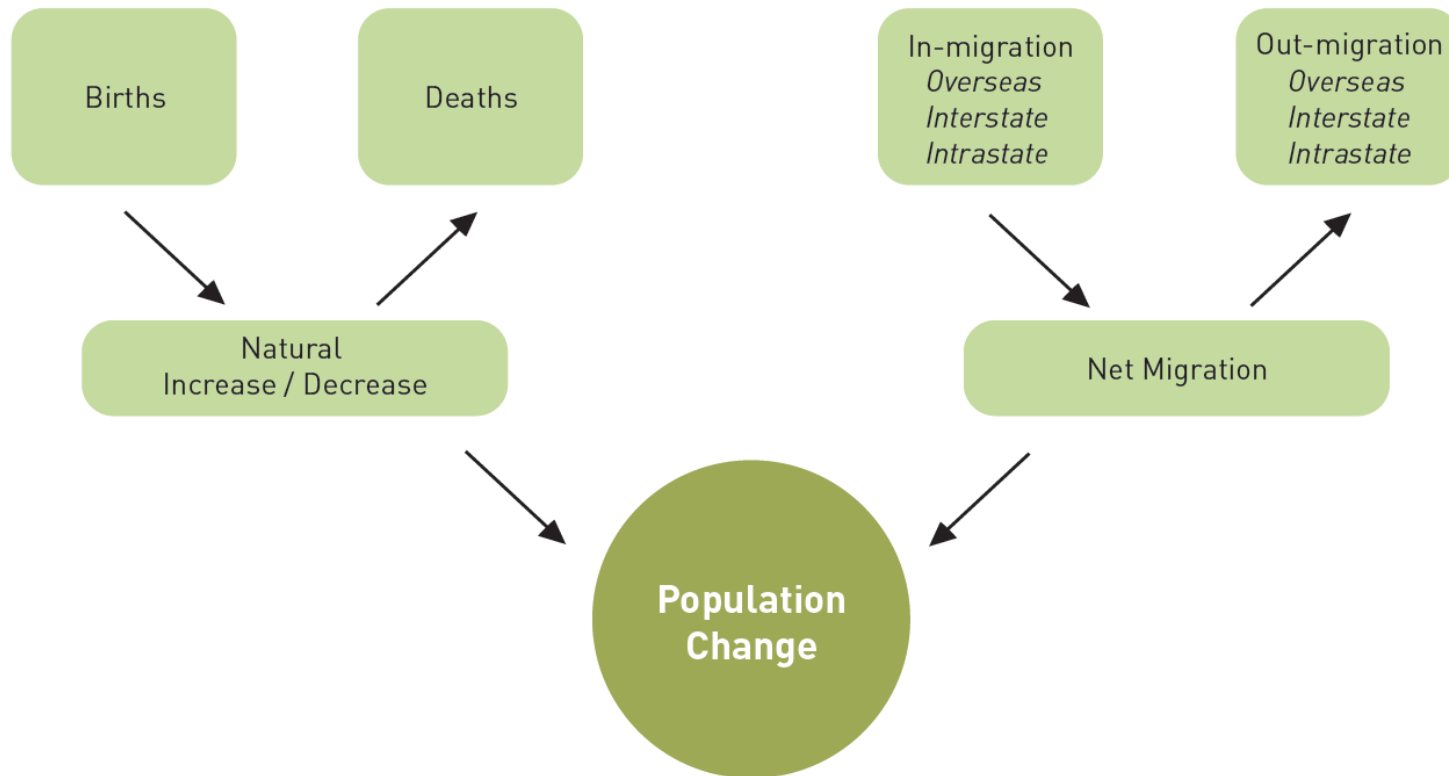 Births
Deaths
In-migration
Overseas
Interstate
Intrastate
Out-migration
Overseas
Interstate
Intrastate
Natural
Increase / Decrease
Net Migration
Population
Change